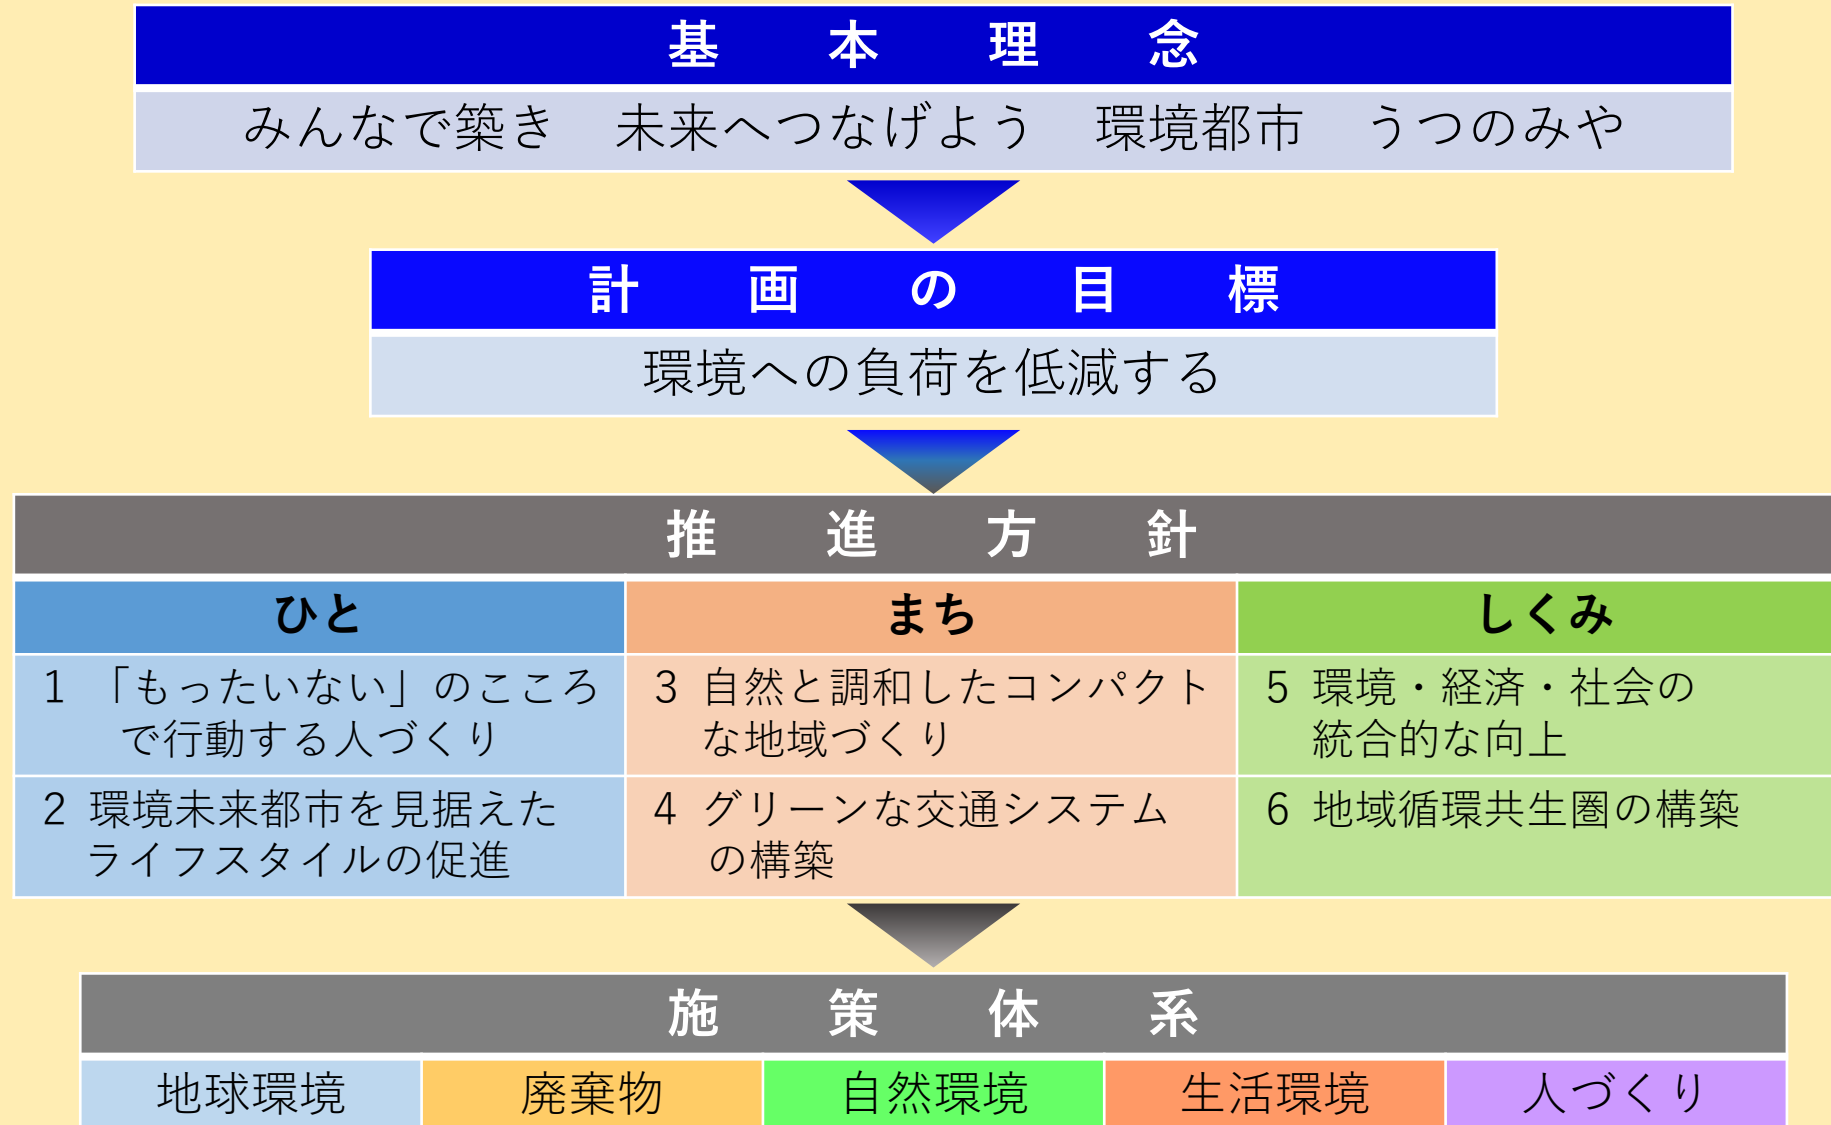 基本理念
みんなで築き　未来へつなげよう　環境都市　うつのみや
計画の目標
環境への負荷を低減する
推進方針
ひと
1 「もったいない」のこころ
で行動する人づくり
2 環境未来都市を見据えた
ライフスタイルの促進
まち
3 自然と調和したコンパクト
な地域づくり
4 グリーンな交通システム
の構築
しくみ
5 環境・経済・社会の
統合的な向上
6 地域循環共生圏の構築
施策体系
地球環境
廃棄物
自然環境
生活環境
人づくり